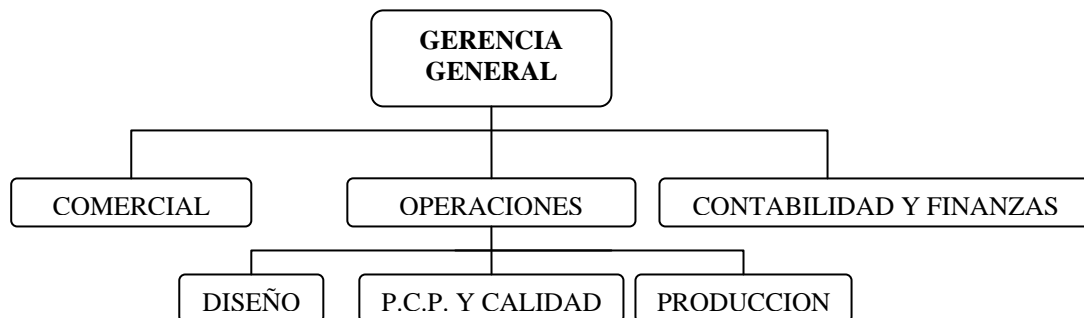 GERENCIA
GENERAL
COMERCIAL
OPERACIONES
CONTABILIDAD Y FINANZAS
DISEÑO
P.C.P. Y CALIDAD
PRODUCCION